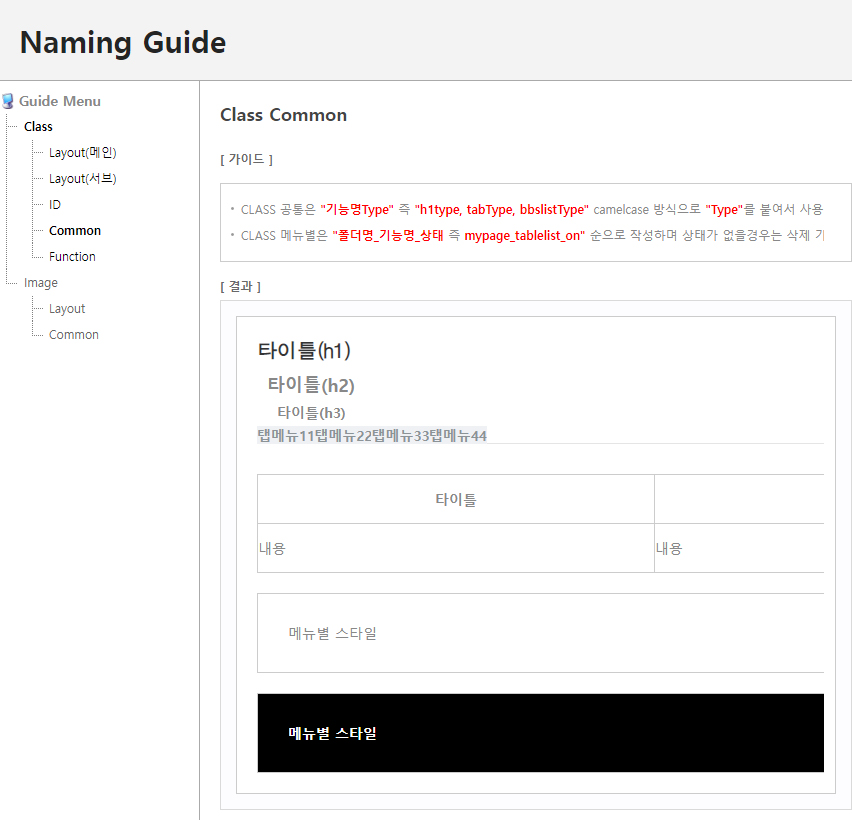 Naming Guide
Guide Menu
Class
Layout(메인)
Layout(서브)
ID
Common
Function
Image
Layout
Common
Class Common
[ 가이드 ]
• CLASS 공통은 "기능명Type" 즉 "h1type, tabType, bbslistType" camelcase 방식으로 "Type"를 붙여서 사용
• CLASS 메뉴별은 "폴더명_기능명_상태 즉 mypage_tablelist_on" 순으로 작성하며 상태가 없을경우는 삭제
[ 결과 ]
타이틀(h1)
타이틀(h2)
타이틀(h3)
탭메뉴11탭메뉴22탭메뉴33탭메뉴44
타이틀
내용 내용
메뉴별 스타일
메뉴별 스타일